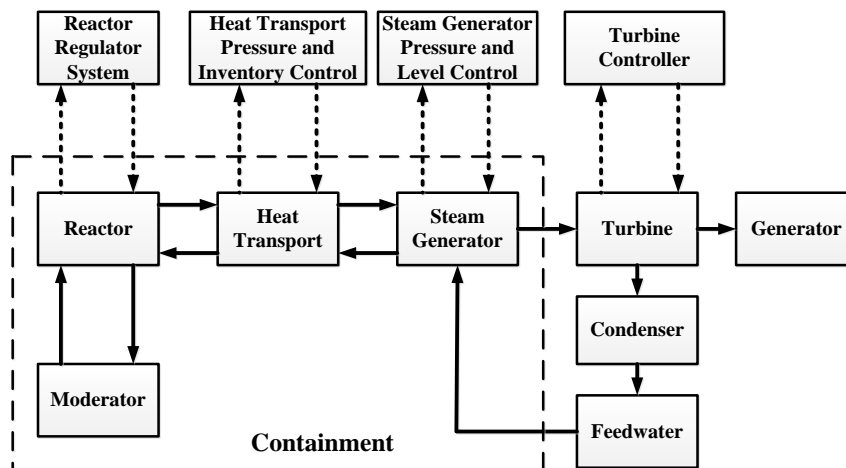 Reactor
Regulator
System
Heat Transport
Pressure and
Inventory Control
Steam Generator
Pressure and
Level Control
Turbine
Controller
Reactor
Heat
Transport
Steam
Generator
Turbine
Generator
Condenser
Moderator
Feedwater
Containment